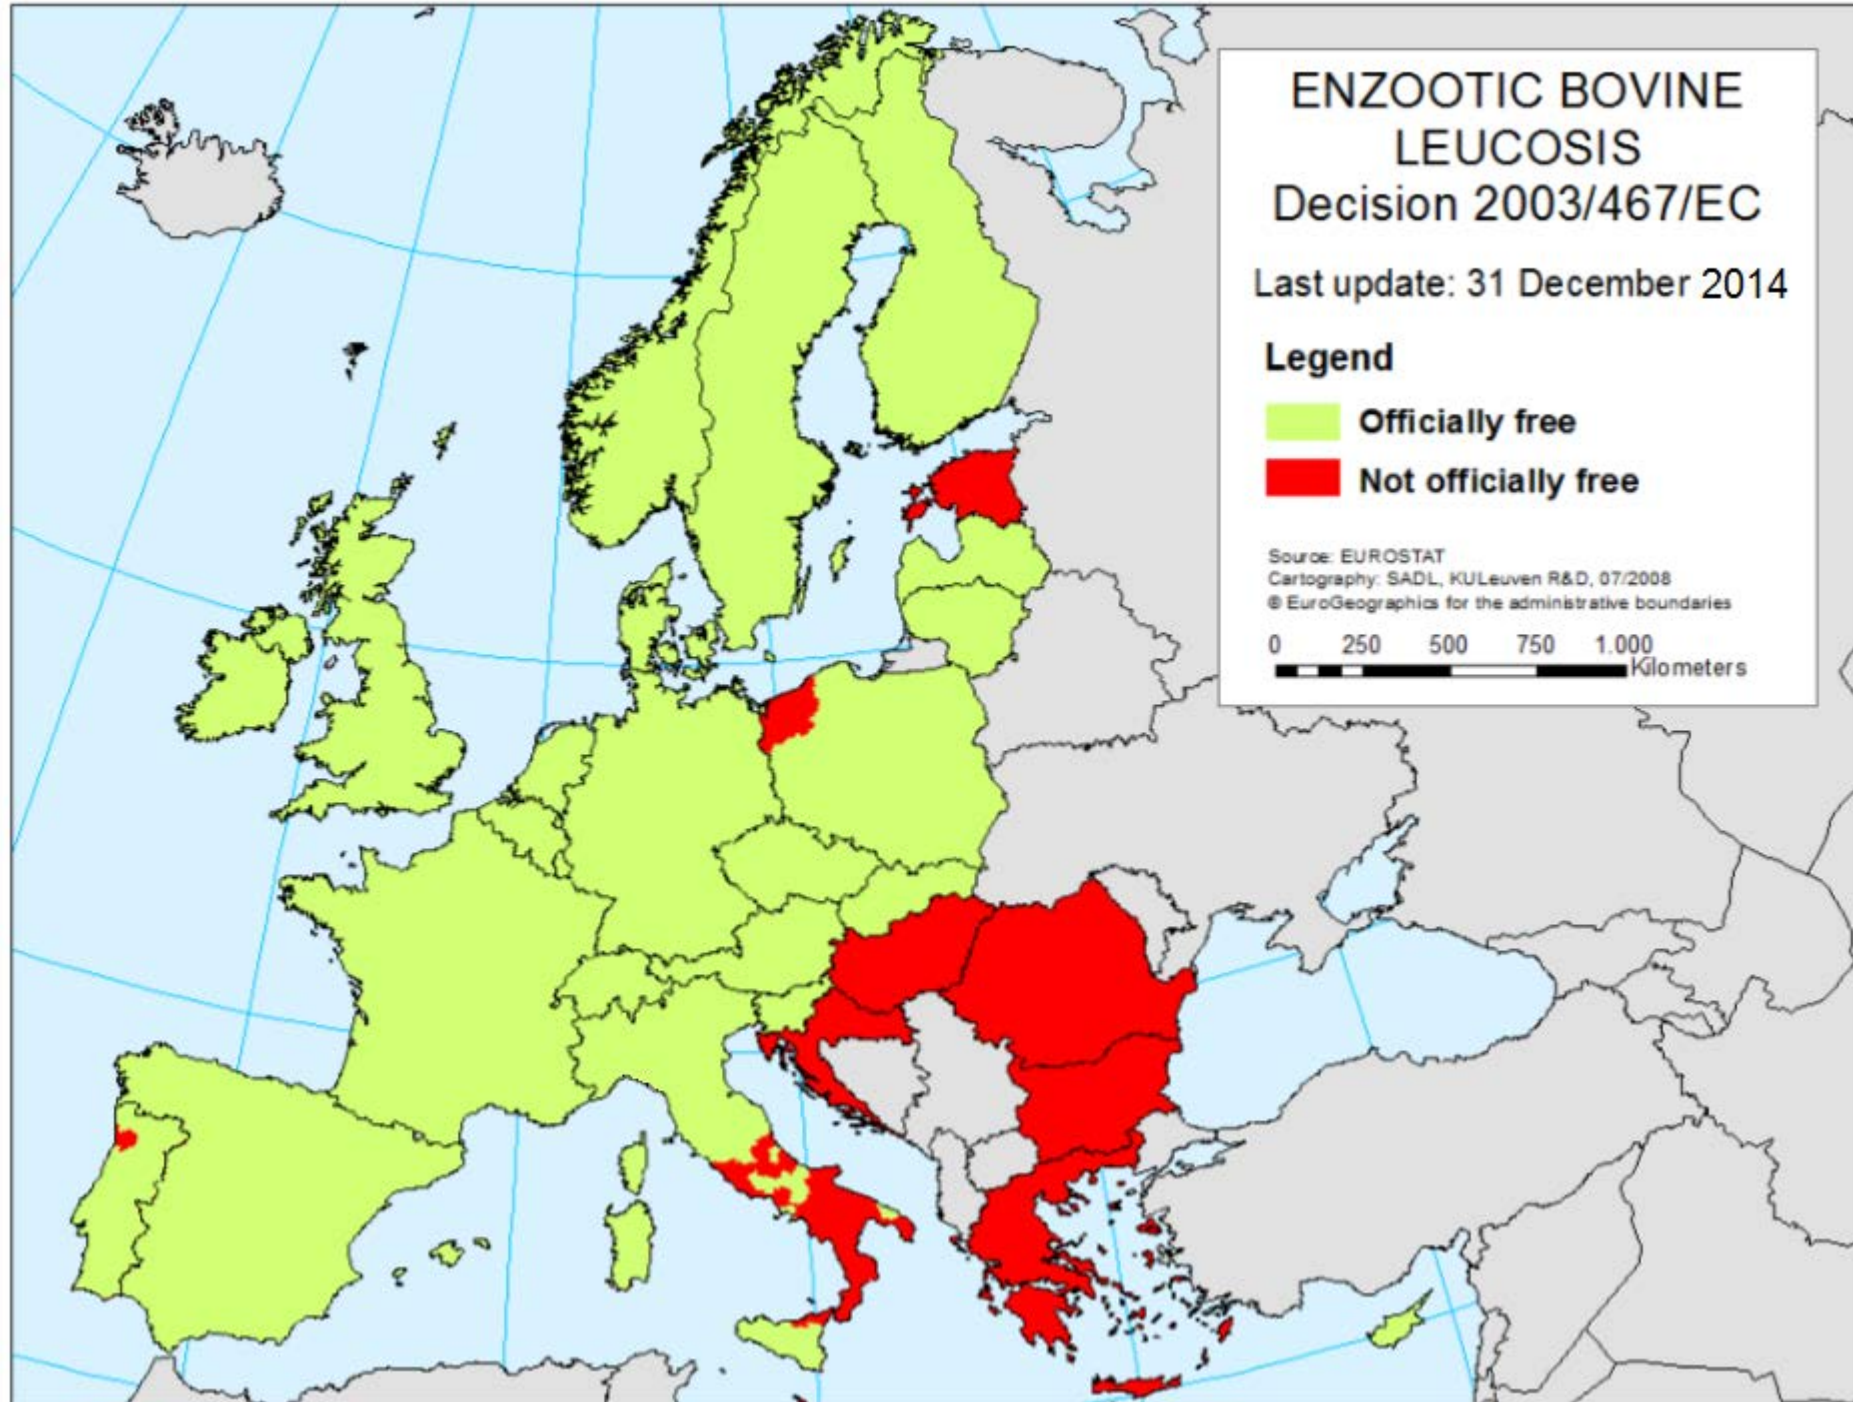 ENZOOTIC BOVINE
LEUCOSIS
Decision 2003/467/EC
Last update: 31 December 2014
Legend
Officially free
Not officially free
Source: EUROSTAT
Cartography: SADL, KULeuven R&D, 07/2008
© EuroGeographics for the administrative boundaries
0 250 500 750 1.000
Kilometers